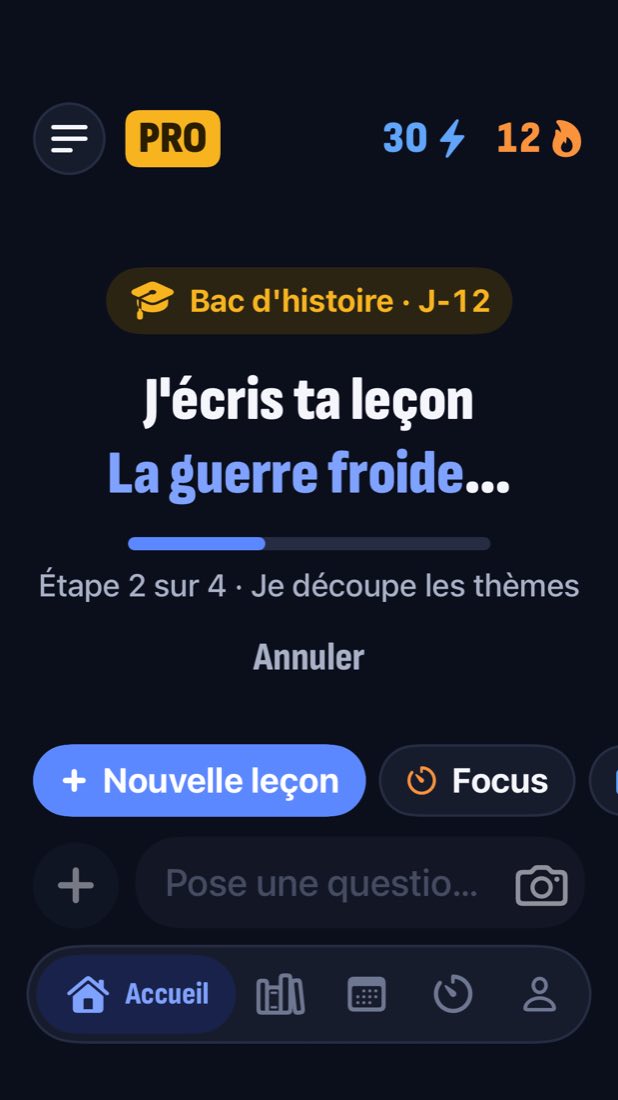 PRO
30
12
Bac d'histoire · J-12
J'écris ta leçon
La guerre froide...
Étape 2 sur 4 · Je découpe les thèmes
Annuler
+ Nouvelle leçon
Focus
Pose une questio...
Accueil